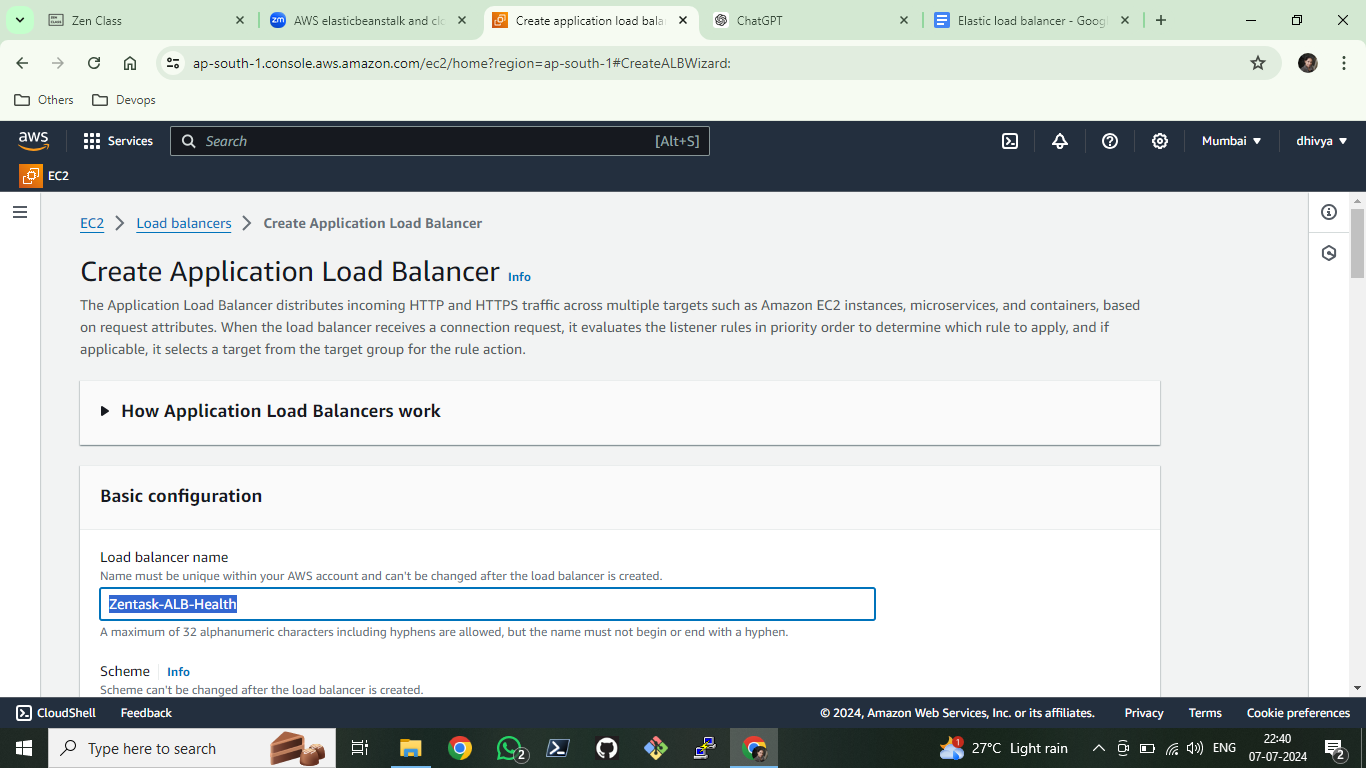 Zen Class
AWS elasticbeanstalk and clo
Create application load bala
ChatGPT
Elastic load balancer - Goog
ap-south-1.console.aws.amazon.com/ec2/home?region=ap-south-1#CreateALBWizard:
Others
Devops
aws
Services
Search
[Alt+S]
Mumbai
dhivya
EC2
EC2
Load balancers
Create Application Load Balancer
Create Application Load Balancer Info
The Application Load Balancer distributes incoming HTTP and HTTPS traffic across multiple targets such as Amazon EC2 instances, microservices, and containers, based
on request attributes. When the load balancer receives a connection request, it evaluates the listener rules in priority order to determine which rule to apply, and if
applicable, it selects a target from the target group for the rule action.
How Application Load Balancers work
Basic configuration
Load balancer name
Name must be unique within your AWS account and can't be changed after the load balancer is created.
Zentask-ALB-Health
A maximum of 32 alphanumeric characters including hyphens are allowed, but the name must not begin or end with a hyphen.
Scheme Info
Scheme can't be changed after the load balancer is created.
CloudShell
Feedback
© 2024, Amazon Web Services, Inc. or its affiliates.
Privacy
Terms
Cookie preferences
Type here to search
2
1
27°C Light rain
ENG
22:40
07-07-2024
2